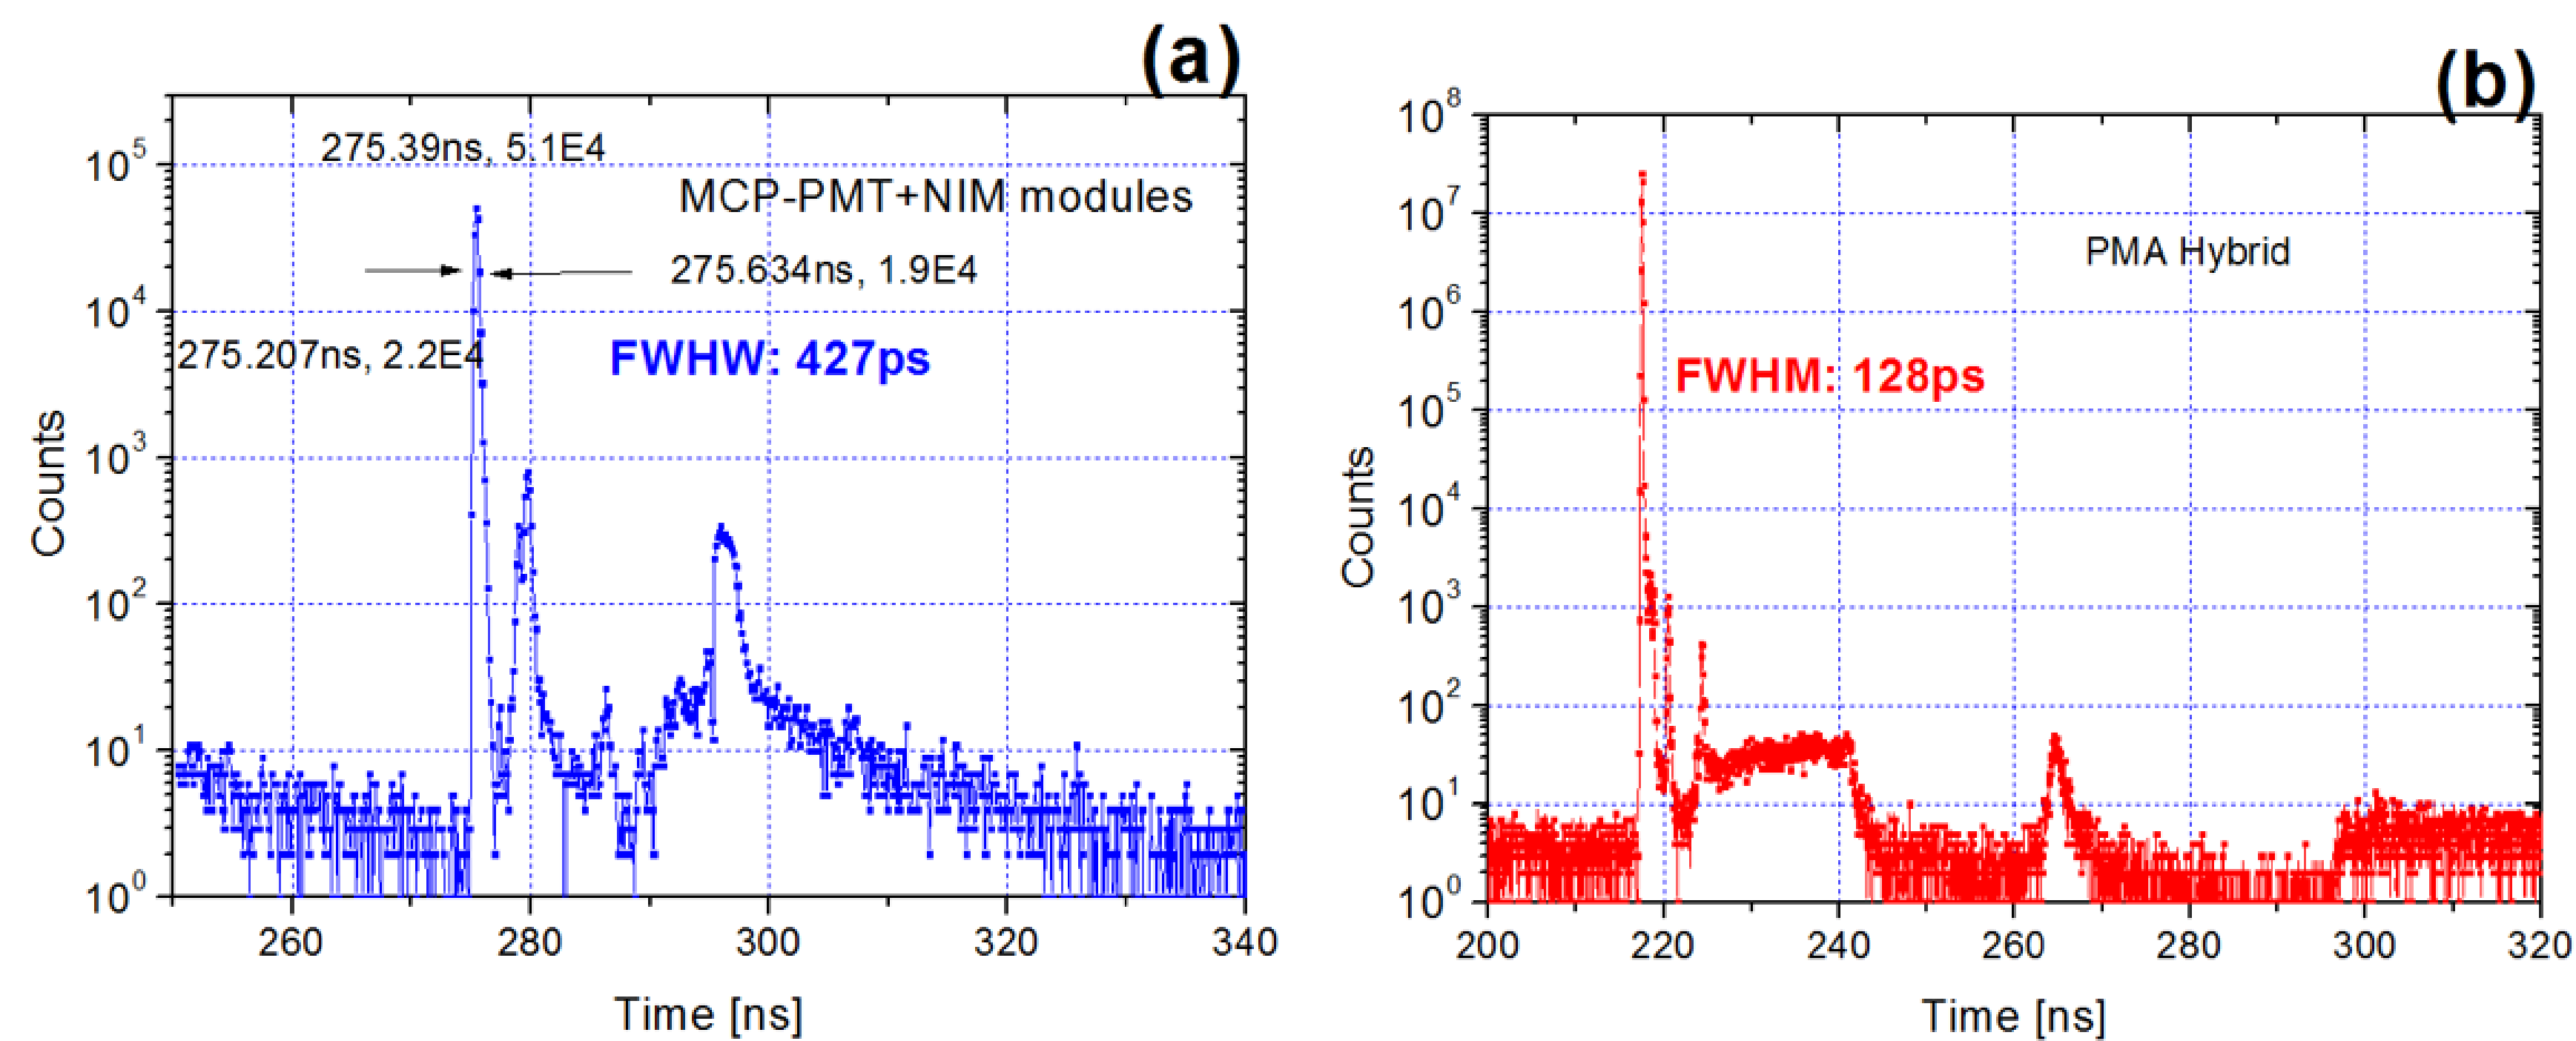 (a)
275.39ns, 5.1E4
MCP-PMT+NIM modules
275.634ns, 1.9E4
275.207ns, 2.2E4
FWHW: 427ps
Counts
10^5
10^4
10^3
10^2
10^1
10^0
260 280 300 320 340
Time [ns]
(b)
PMA Hybrid
FWHM: 128ps
Counts
10^8
10^7
10^6
10^5
10^4
10^3
10^2
10^1
10^0
200 220 240 260 280 300 320
Time [ns]